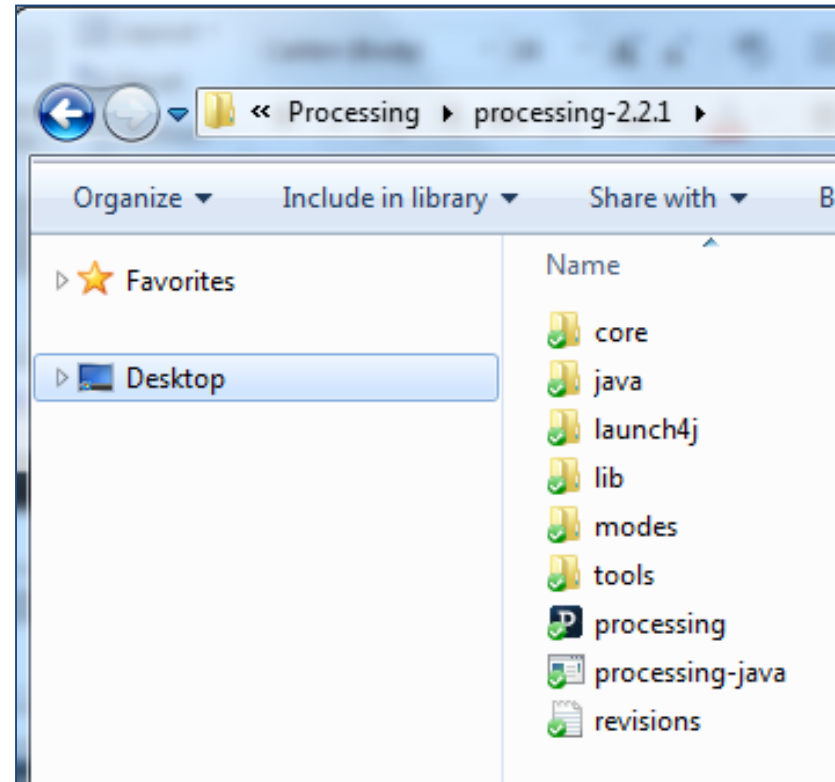 « Processing processing-2.2.1
Organize Include in library Share with B
Favorites
Desktop
Name
core
java
launch4j
lib
modes
tools
processing
processing-java
revisions